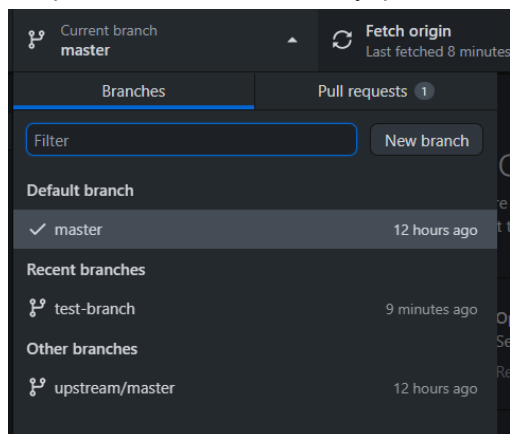 Current branch
master
Fetch origin
Last fetched 8 minutes
Branches
Pull requests 1
Filter
New branch
Default branch
master
12 hours ago
Recent branches
test-branch
9 minutes ago
Other branches
upstream/master
12 hours ago